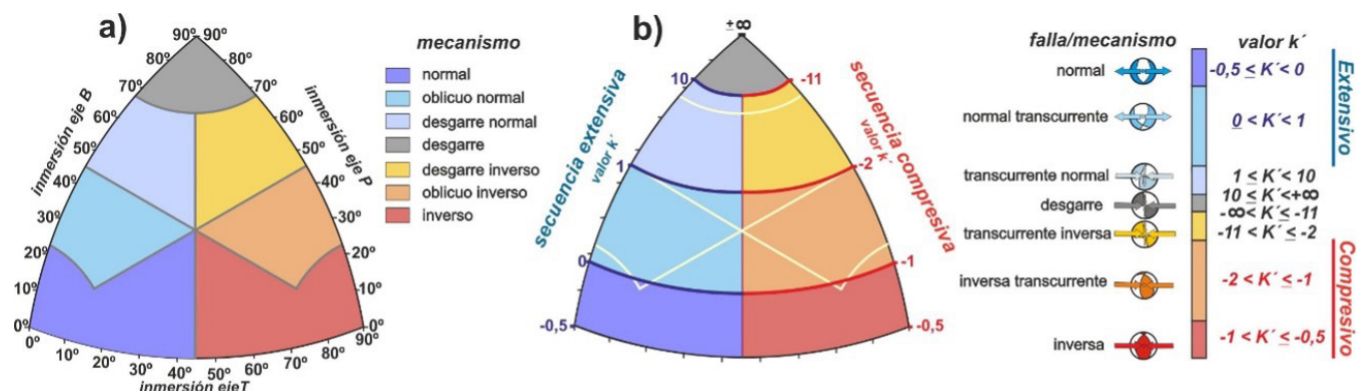 a)
90º
90º
90º
80º
80º
70º
70º
60º
60º
50º
50º
40º
40º
30º
30º
20º
20º
10º
10º
0º
0º
0º
10º
20º
30º
40º
50º
60º
70º
80º
90º
inmersión eje B
inmersión eje P
inmersión ejeT
mecanismo
normal
oblicuo normal
desgarre normal
desgarre
desgarre inverso
oblicuo inverso
inverso
b)
±∞
10
-11
1
-2
0
-1
-0,5
-0,5
secuencia extensiva
valor k´
secuencia compresiva
valor k´
falla/mecanismo
valor k´
normal
-0,5 ≤ K´< 0
normal transcurrente
0 < K´< 1
transcurrente normal
1 ≤ K´< 10
desgarre
10 ≤ K´<+∞
-∞< K´≤ -11
transcurrente inversa
-11 < K´≤ -2
inversa transcurrente
-2 < K´≤ -1
inversa
-1 < K´≤ -0,5
Extensivo
Compresivo